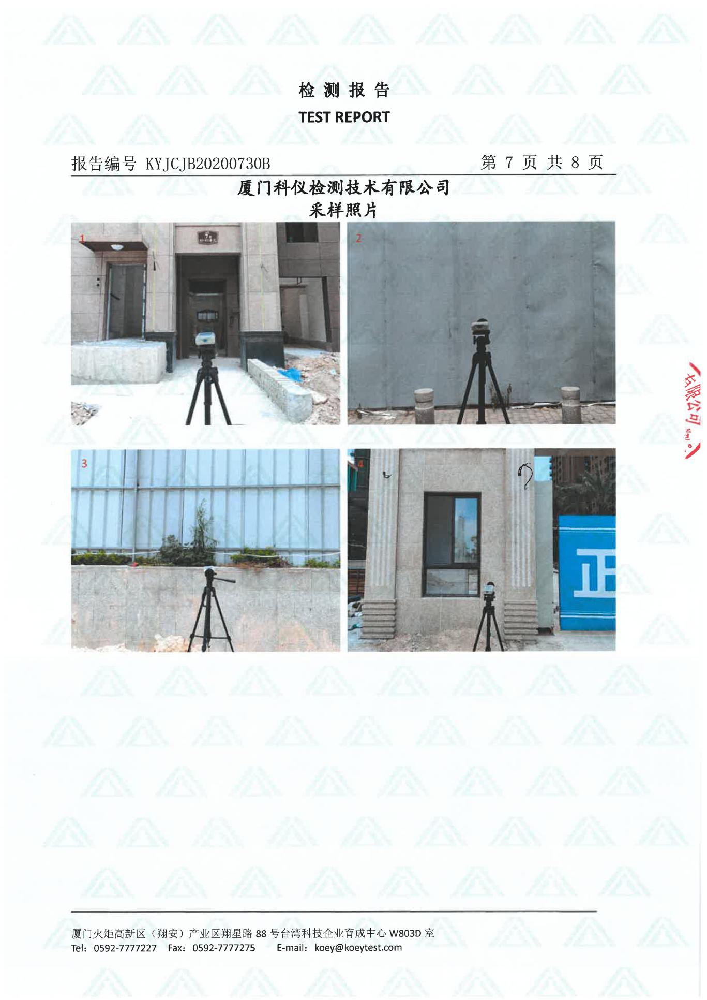 检测报告
TEST REPORT
报告编号 KYJCJB20200730B
第 7 页 共 8 页
厦门科仪检测技术有限公司
采样照片
1
2
3
4
正
有限公司
厦门火炬高新区（翔安）产业区翔星路 88 号台湾科技企业育成中心 W803D 室
Tel: 0592-7777227 Fax: 0592-7777275 E-mail: koey@koeytest.com